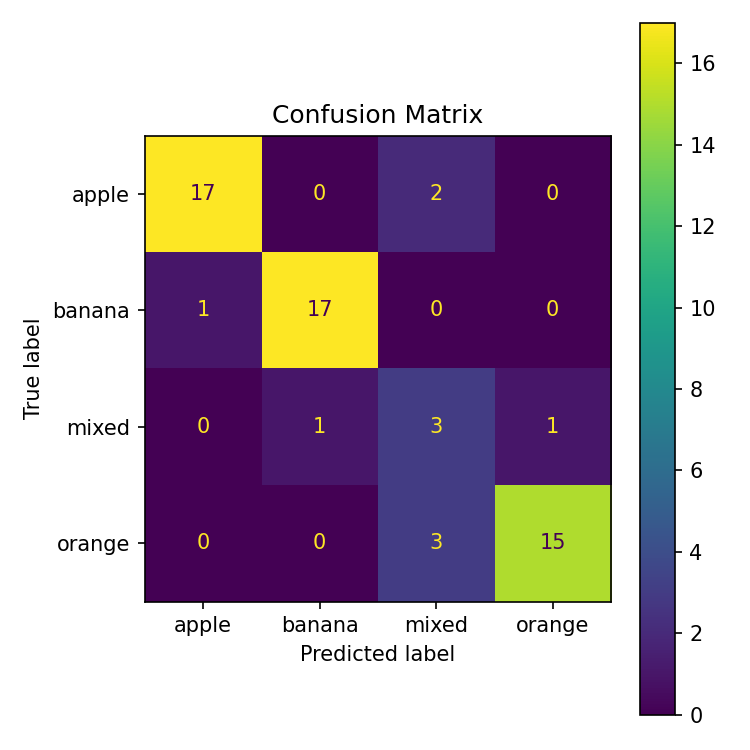 Confusion Matrix
True label
apple 17 0 2 0
banana 1 17 0 0
mixed 0 1 3 1
orange 0 0 3 15
apple banana mixed orange
Predicted label
16
14
12
10
8
6
4
2
0